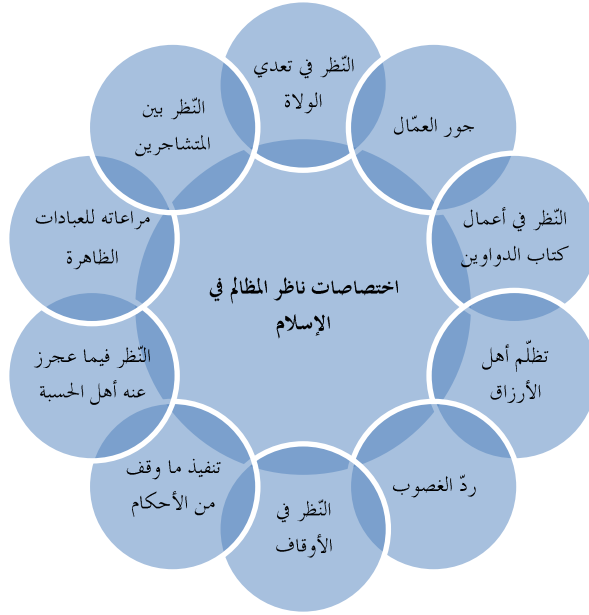 اختصاصات ناظر المظالم في
الإسلام
النّظر في تعدي
الولاة
جور العمّال
النّظر في أعمال
كتاب الدواوين
تظلّم أهل
الأرزاق
ردّ الغصوب
النّظر في
الأوقاف
تنفيذ ما وقف
من الأحكام
النّظر فيما عجرز
عنه أهل الحسبة
مراعاته للعبادات
الظاهرة
النّظر بين
المتشاجرين